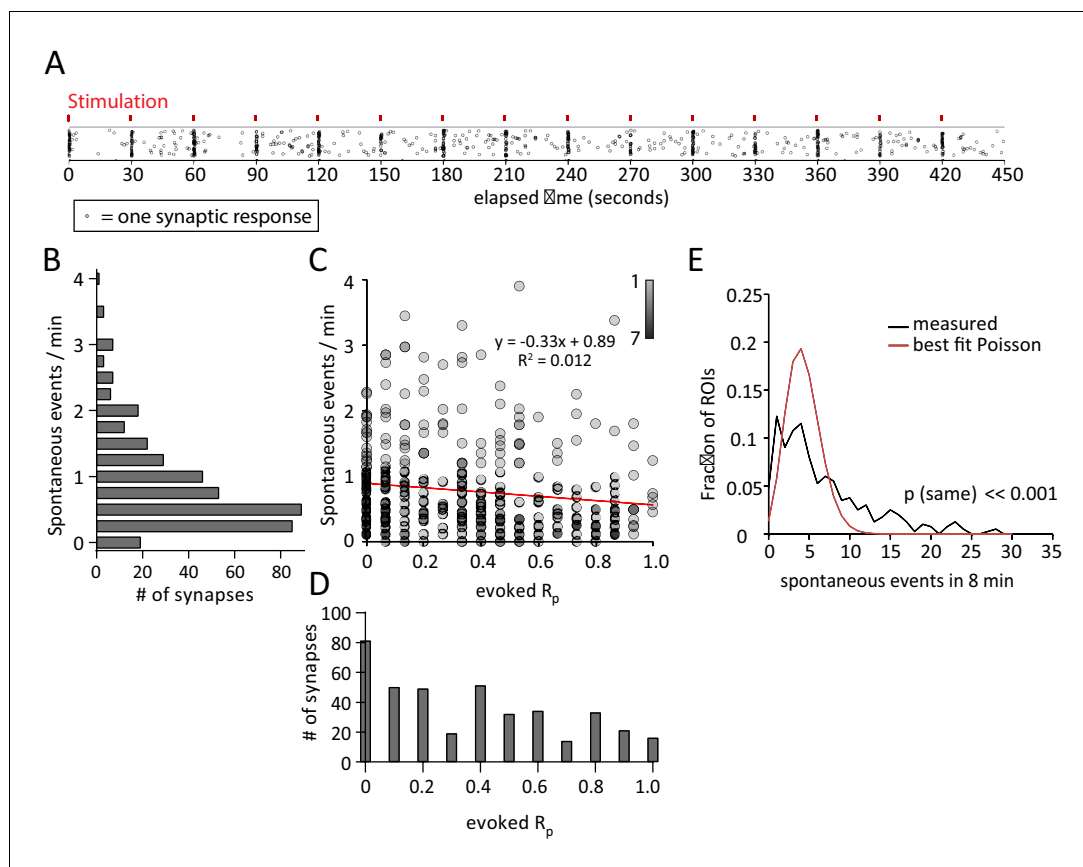 A
Stimulation
0 30 60 90 120 150 180 210 240 270 300 330 360 390 420 450
elapsed �me (seconds)
° = one synaptic response
B
Spontaneous events / min
4
3
2
1
0
0 20 40 60 80
# of synapses
C
Spontaneous events / min
4
3
2
1
0
1
7
y = -0.33x + 0.89
R² = 0.012
0 0.2 0.4 0.6 0.8 1.0
evoked Rp
D
# of synapses
100
80
60
40
20
0
0 0.2 0.4 0.6 0.8 1.0
evoked Rp
E
Frac�on of ROIs
0.25
0.2
0.15
0.1
0.05
0
measured
best fit Poisson
p (same) << 0.001
0 5 10 15 20 25 30 35
spontaneous events in 8 min